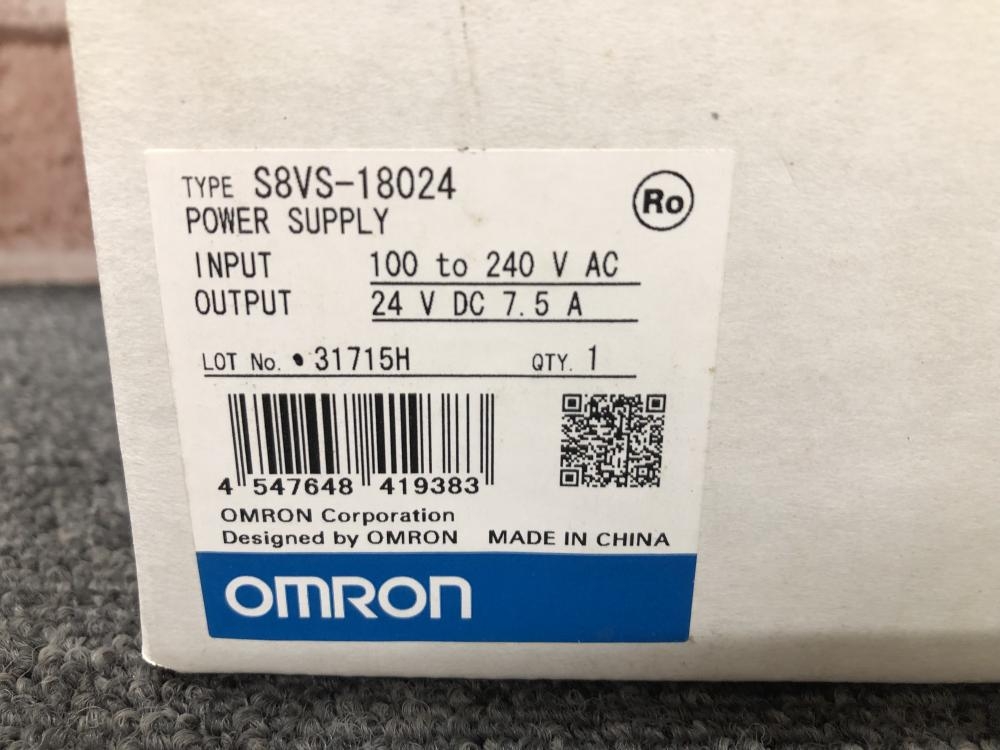 TYPE S8VS-18024
Ro
POWER SUPPLY
INPUT 100 to 240 V AC
OUTPUT 24 V DC 7.5 A
LOT No. • 31715H QTY. 1
4 547648 419383
OMRON Corporation
Designed by OMRON MADE IN CHINA
OMRON